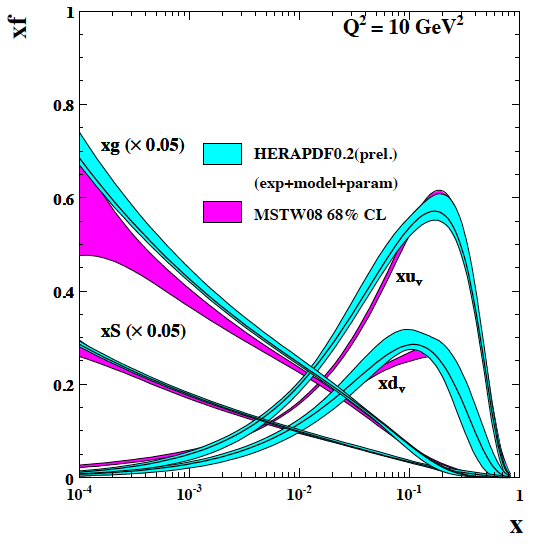 xf
1
Q² = 10 GeV²
0.8
xg (× 0.05)
HERAPDF0.2(prel.)
(exp+model+param)
MSTW08 68% CL
0.6
xuᵥ
0.4
xS (× 0.05)
xdᵥ
0.2
0
10⁻⁴ 10⁻³ 10⁻² 10⁻¹ 1
x